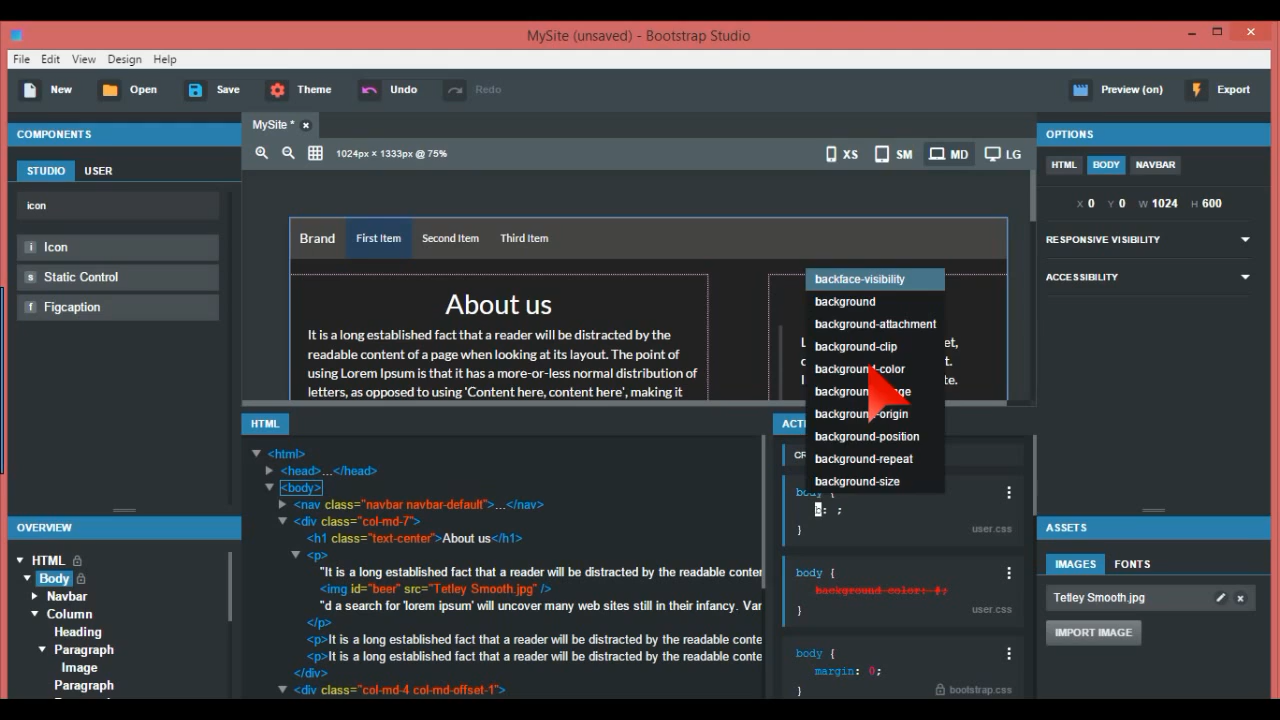 MySite (unsaved) - Bootstrap Studio
File Edit View Design Help
New Open Save Theme Undo Redo Preview (on) Export
COMPONENTS
STUDIO USER
icon
i Icon
s Static Control
f Figcaption
OVERVIEW
HTML
Body
Navbar
Column
Heading
Paragraph
Image
Paragraph
MySite *
1024px × 1333px @ 75%
XS SM MD LG
Brand First Item Second Item Third Item
About us
It is a long established fact that a reader will be distracted by the
readable content of a page when looking at its layout. The point of
using Lorem Ipsum is that it has a more-or-less normal distribution of
letters, as opposed to using 'Content here, content here', making it
backface-visibility
background
background-attachment
background-clip
background-color
background-origin
background-position
background-repeat
background-size
HTML
<html>
<head>...</head>
<body>
<nav class="navbar navbar-default">...</nav>
<div class="col-md-7">
<h1 class="text-center">About us</h1>
<p>
"It is a long established fact that a reader will be distracted by the readable conter
<img id="beer" src="Tetley Smooth.jpg" />
"d a search for 'lorem ipsum' will uncover many web sites still in their infancy. Var
</p>
<p>It is a long established fact that a reader will be distracted by the readable conte
<p>It is a long established fact that a reader will be distracted by the readable conte
</div>
<div class="col-md-4 col-md-offset-1">
body {
: ;
}
user.css
body {
background-color: #;
}
user.css
body {
margin: 0;
}
bootstrap.css
OPTIONS
HTML BODY NAVBAR
X 0 Y 0 W 1024 H 600
RESPONSIVE VISIBILITY
ACCESSIBILITY
ASSETS
IMAGES FONTS
Tetley Smooth.jpg
IMPORT IMAGE